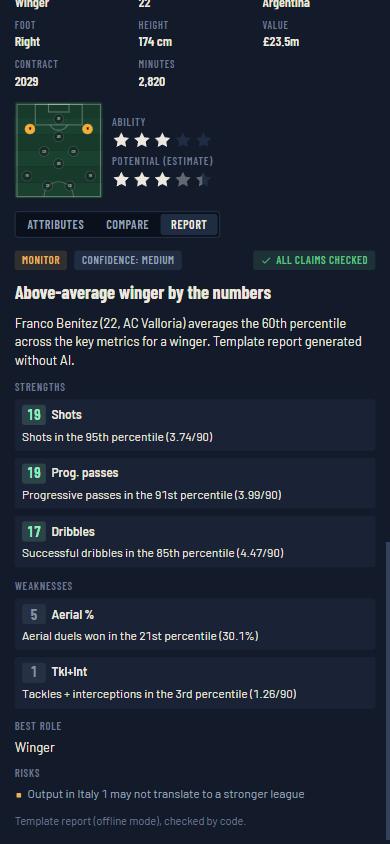 Winger 22 Argentina
FOOT HEIGHT VALUE
Right 174 cm £23.5m
CONTRACT MINUTES
2029 2,820
ABILITY
POTENTIAL (ESTIMATE)
ATTRIBUTES COMPARE REPORT
MONITOR CONFIDENCE: MEDIUM ✓ ALL CLAIMS CHECKED
Above-average winger by the numbers
Franco Benítez (22, AC Valloria) averages the 60th percentile
across the key metrics for a winger. Template report generated
without AI.
STRENGTHS
19 Shots
Shots in the 95th percentile (3.74/90)
19 Prog. passes
Progressive passes in the 91st percentile (3.99/90)
17 Dribbles
Successful dribbles in the 85th percentile (4.47/90)
WEAKNESSES
5 Aerial %
Aerial duels won in the 21st percentile (30.1%)
1 Tkl+Int
Tackles + interceptions in the 3rd percentile (1.26/90)
BEST ROLE
Winger
RISKS
Output in Italy 1 may not translate to a stronger league
Template report (offline mode), checked by code.